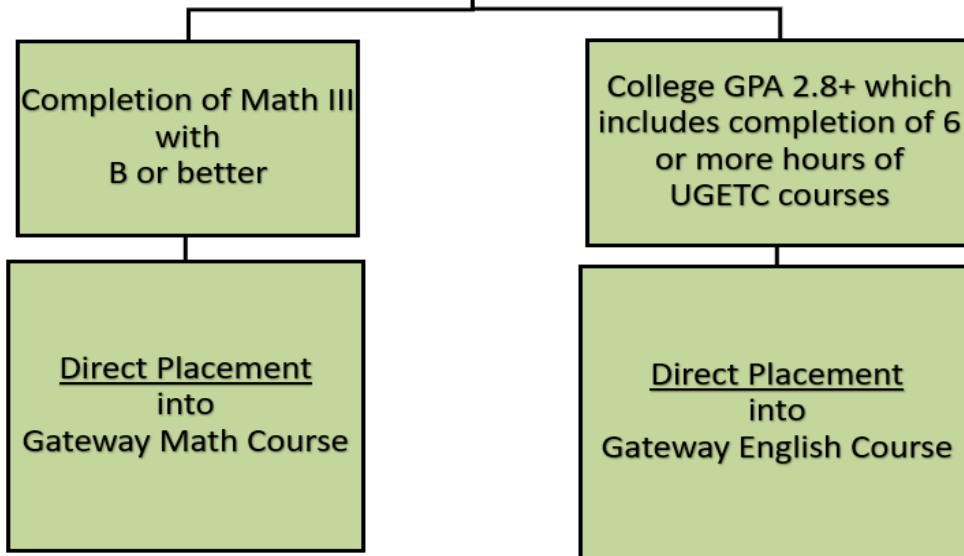 Completion of Math III
with
B or better
College GPA 2.8+ which
includes completion of 6
or more hours of
UGETC courses
Direct Placement
into
Gateway Math Course
Direct Placement
into
Gateway English Course